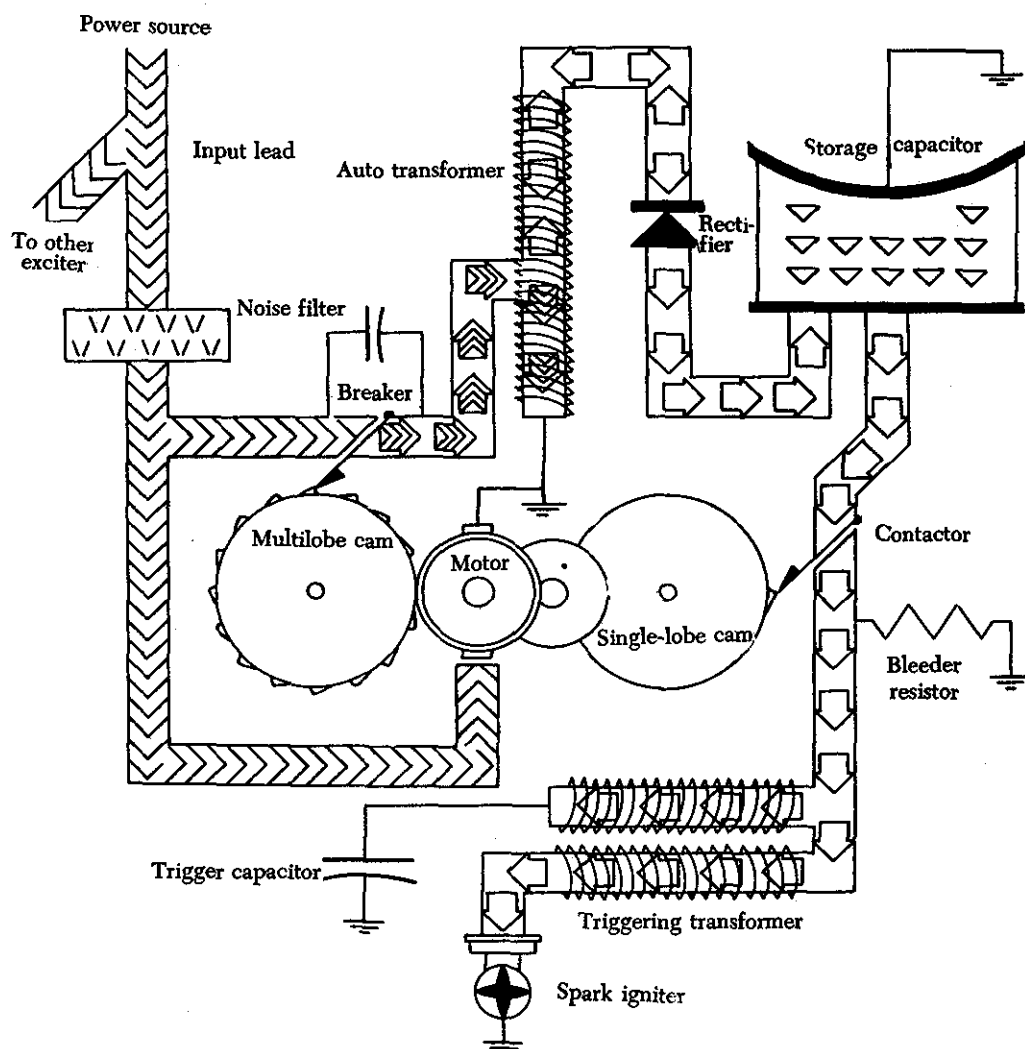 Power source
Input lead
Auto transformer
Storage capacitor
Recti-
fier
To other
exciter
Noise filter
Breaker
Multilobe cam
Motor
Single-lobe cam
Contactor
Bleeder
resistor
Trigger capacitor
Triggering transformer
Spark igniter